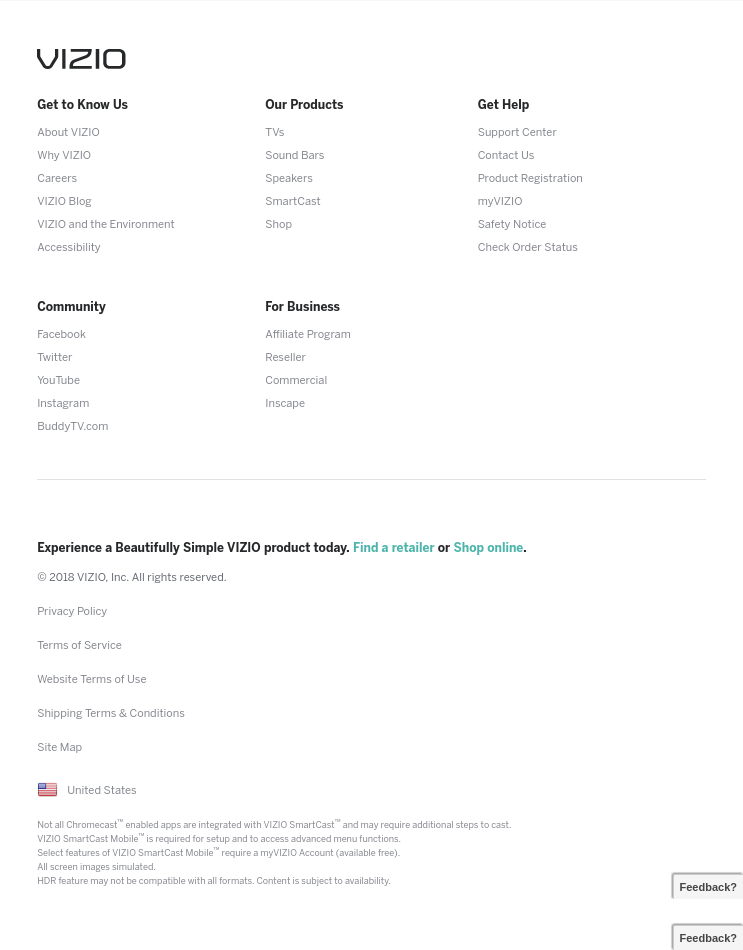 VIZIO
Get to Know Us
About VIZIO
Why VIZIO
Careers
VIZIO Blog
VIZIO and the Environment
Accessibility
Our Products
TVs
Sound Bars
Speakers
SmartCast
Shop
Get Help
Support Center
Contact Us
Product Registration
myVIZIO
Safety Notice
Check Order Status
Community
Facebook
Twitter
YouTube
Instagram
BuddyTV.com
For Business
Affiliate Program
Reseller
Commercial
Inscape
Experience a Beautifully Simple VIZIO product today. Find a retailer or Shop online.
© 2018 VIZIO, Inc. All rights reserved.
Privacy Policy
Terms of Service
Website Terms of Use
Shipping Terms & Conditions
Site Map
United States
Not all Chromecast™ enabled apps are integrated with VIZIO SmartCast™ and may require additional steps to cast.
VIZIO SmartCast Mobile™ is required for setup and to access advanced menu functions.
Select features of VIZIO SmartCast Mobile™ require a myVIZIO Account (available free).
All screen images simulated.
HDR feature may not be compatible with all formats. Content is subject to availability.
Feedback?
Feedback?